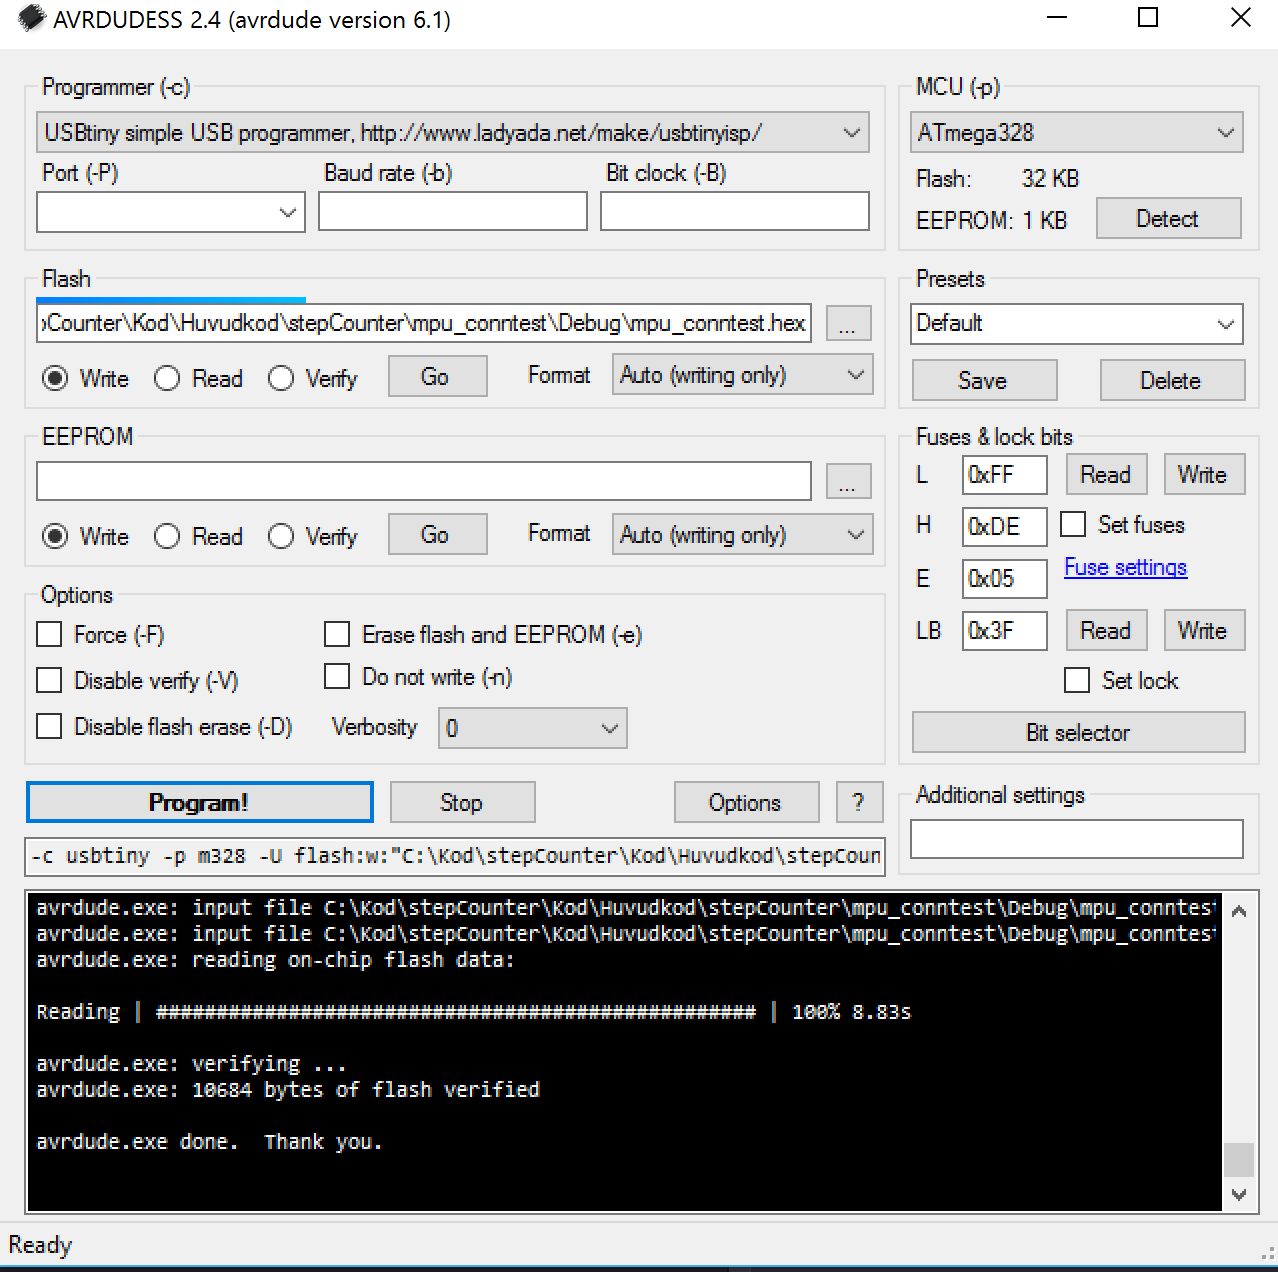 AVRDUDESS 2.4 (avrdude version 6.1)
Programmer (-c)
USBtiny simple USB programmer, http://www.ladyada.net/make/usbtinyisp/
Port (-P) Baud rate (-b) Bit clock (-B)
MCU (-p)
ATmega328
Flash: 32 KB
EEPROM: 1 KB Detect
Flash
pCounter\Kod\Huvudkod\stepCounter\mpu_conntest\Debug\mpu_conntest.hex ...
Write Read Verify Go Format Auto (writing only)
Presets
Default
Save Delete
EEPROM
...
Write Read Verify Go Format Auto (writing only)
Fuses & lock bits
L 0xFF Read Write
H 0xDE Set fuses
E 0x05 Fuse settings
LB 0x3F Read Write
Set lock
Bit selector
Options
Force (-F) Erase flash and EEPROM (-e)
Disable verify (-V) Do not write (-n)
Disable flash erase (-D) Verbosity 0
Program! Stop Options ?
Additional settings
-c usbtiny -p m328 -U flash:w:"C:\Kod\stepCounter\Kod\Huvudkod\stepCoun
avrdude.exe: input file C:\Kod\stepCounter\Kod\Huvudkod\stepCounter\mpu_conntest\Debug\mpu_conntest
avrdude.exe: input file C:\Kod\stepCounter\Kod\Huvudkod\stepCounter\mpu_conntest\Debug\mpu_conntest
avrdude.exe: reading on-chip flash data:
Reading | ################################################## | 100% 8.83s
avrdude.exe: verifying ...
avrdude.exe: 10684 bytes of flash verified
avrdude.exe done.  Thank you.
Ready